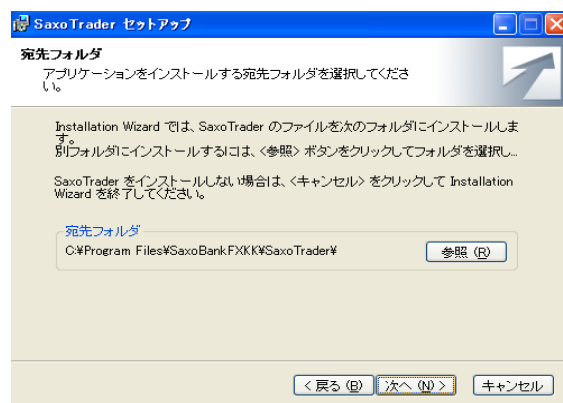 SaxoTrader セットアップ
宛先フォルダ
アプリケーションをインストールする宛先フォルダを選択してくださ
い。
Installation Wizard では、SaxoTrader のファイルを次のフォルダにインストールしま
す。
別フォルダにインストールするには、<参照> ボタンをクリックしてフォルダを選択し...
SaxoTrader をインストールしない場合は、<キャンセル> をクリックして Installation
Wizard を終了してください。
宛先フォルダ
C:¥Program Files¥SaxoBankFXKK¥SaxoTrader¥
参照 (R)
< 戻る (B) 次へ (N) > キャンセル